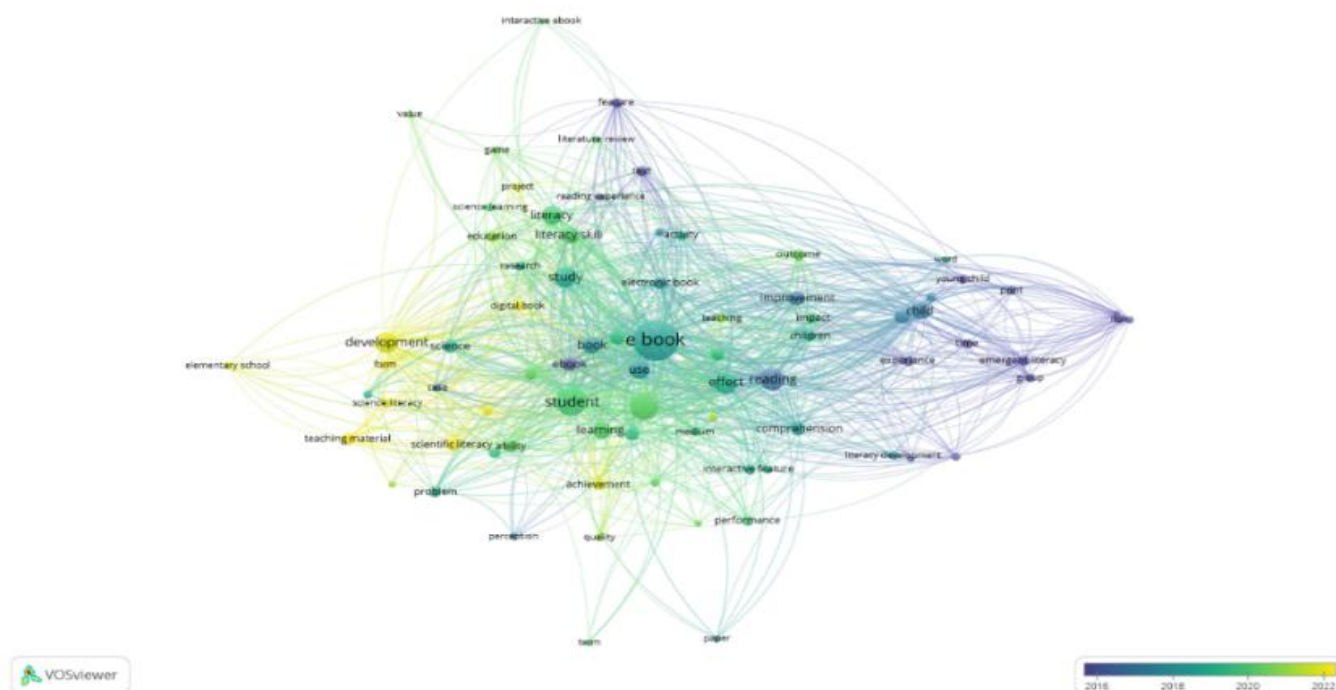 interactive ebook
feature
value
literature review
game
text
project
reading experience
science learning
literacy
education
literacy skill
activity
outcome
word
research
study
electronic book
young child
print
digital book
improvement
child
teaching
impact
e book
children
development
science
book
time
elementary school
form
ebook
use
experience
emergent literacy
effect
reading
group
science literacy
student
teaching material
scientific literacy
ability
learning
medium
comprehension
literacy development
interactive feature
problem
achievement
performance
perception
quality
team
paper
VOSviewer
2016 2018 2020 2022